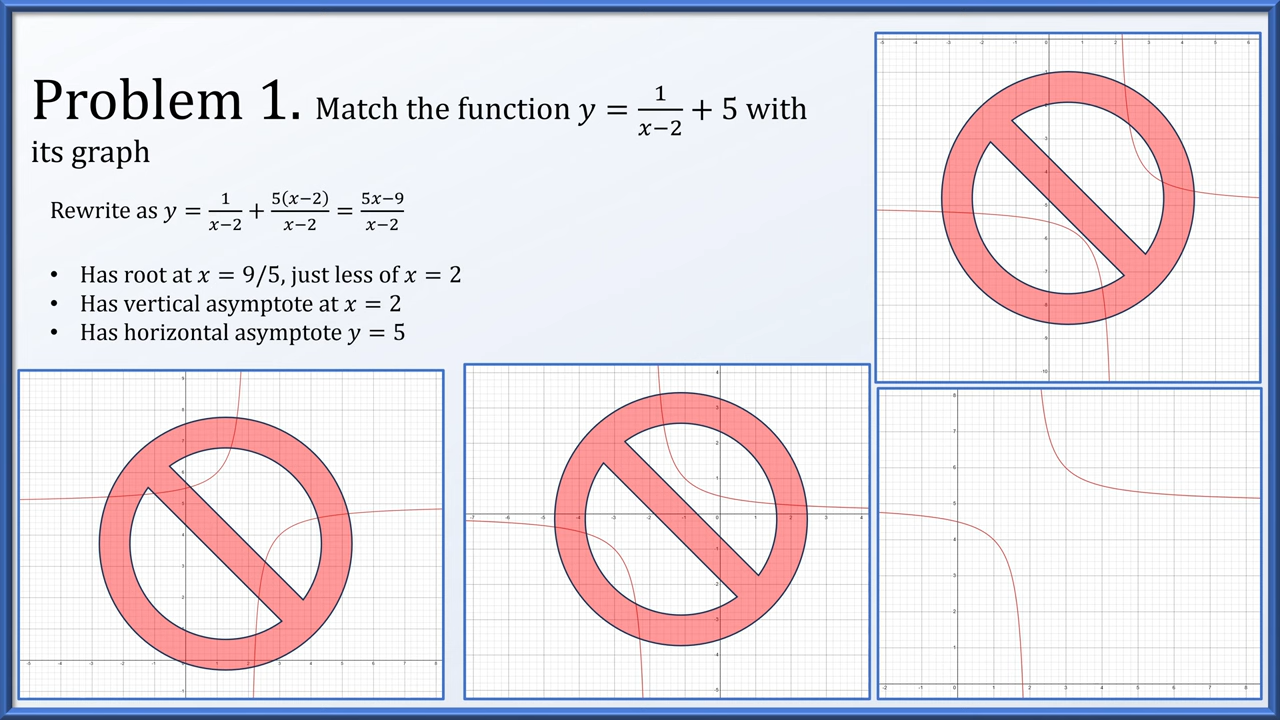 Problem 1. Match the function y = 1/(x−2) + 5 with
its graph
Rewrite as y = 1/(x−2) + 5(x−2)/(x−2) = (5x−9)/(x−2)
• Has root at x = 9/5, just less of x = 2
• Has vertical asymptote at x = 2
• Has horizontal asymptote y = 5